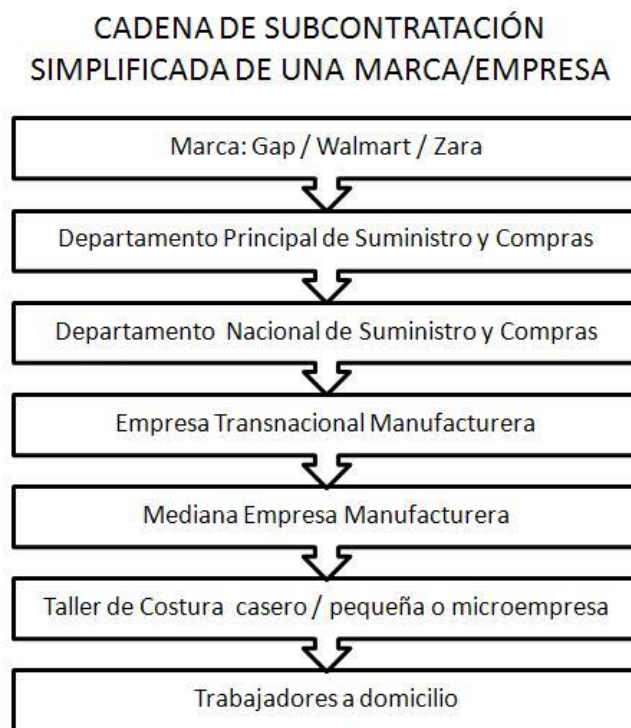 CADENA DE SUBCONTRATACIÓN
SIMPLIFICADA DE UNA MARCA/EMPRESA
Marca: Gap / Walmart / Zara
Departamento Principal de Suministro y Compras
Departamento Nacional de Suministro y Compras
Empresa Transnacional Manufacturera
Mediana Empresa Manufacturera
Taller de Costura casero / pequeña o microempresa
Trabajadores a domicilio